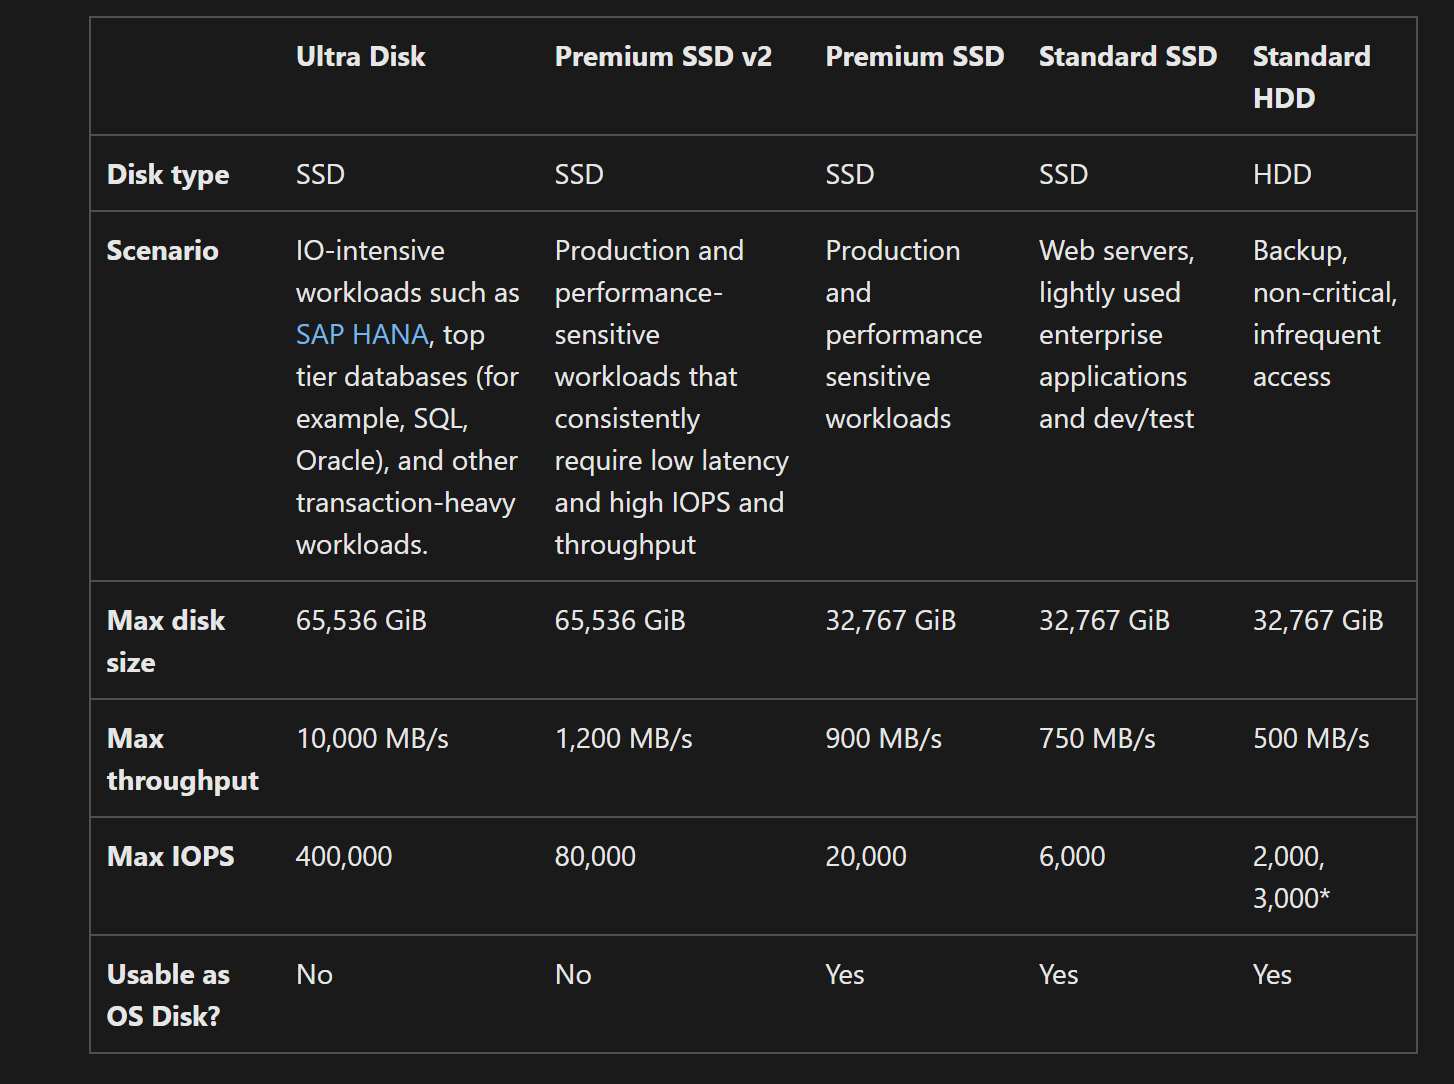 Ultra Disk
Premium SSD v2
Premium SSD
Standard SSD
Standard
HDD
Disk type
SSD
SSD
SSD
SSD
HDD
Scenario
IO-intensive
workloads such as
SAP HANA, top
tier databases (for
example, SQL,
Oracle), and other
transaction-heavy
workloads.
Production and
performance-
sensitive
workloads that
consistently
require low latency
and high IOPS and
throughput
Production
and
performance
sensitive
workloads
Web servers,
lightly used
enterprise
applications
and dev/test
Backup,
non-critical,
infrequent
access
Max disk
size
65,536 GiB
65,536 GiB
32,767 GiB
32,767 GiB
32,767 GiB
Max
throughput
10,000 MB/s
1,200 MB/s
900 MB/s
750 MB/s
500 MB/s
Max IOPS
400,000
80,000
20,000
6,000
2,000,
3,000*
Usable as
OS Disk?
No
No
Yes
Yes
Yes